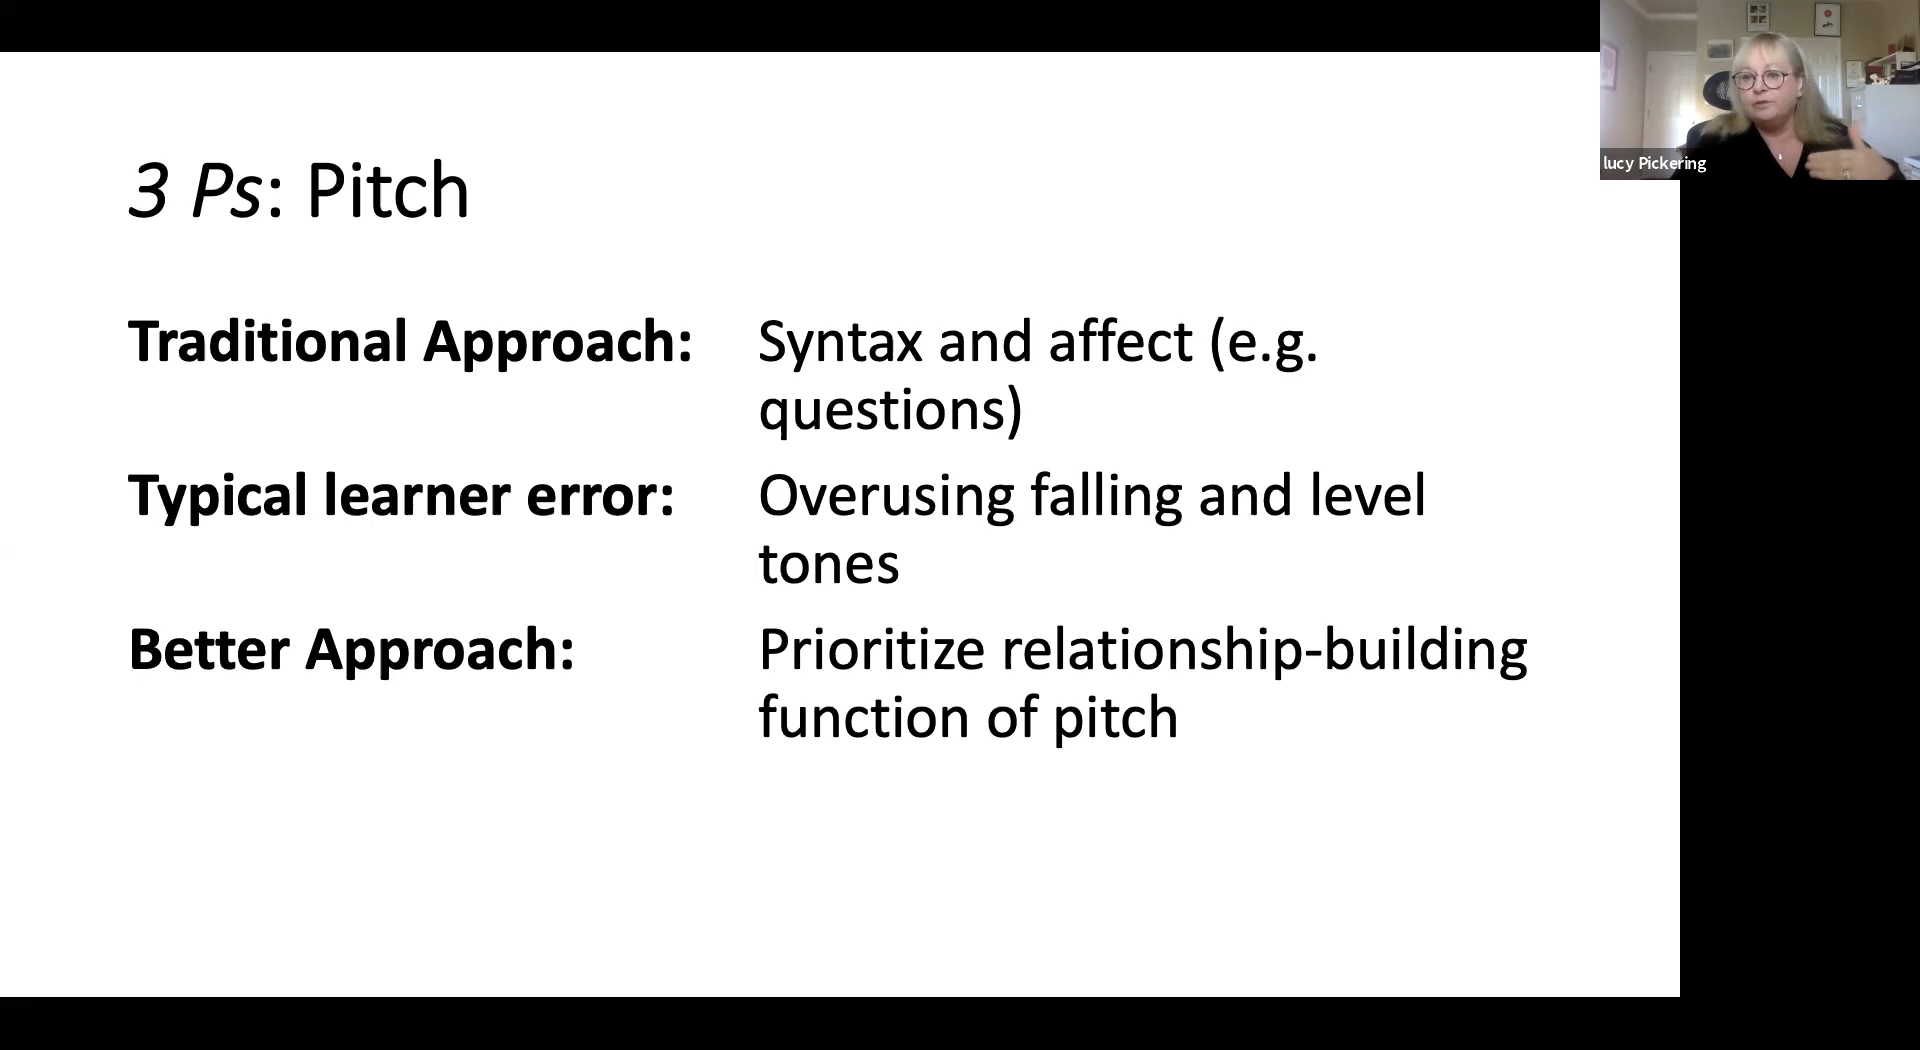 3 Ps: Pitch
Traditional Approach: Syntax and affect (e.g.
questions)
Typical learner error: Overusing falling and level
tones
Better Approach: Prioritize relationship-building
function of pitch
lucy Pickering